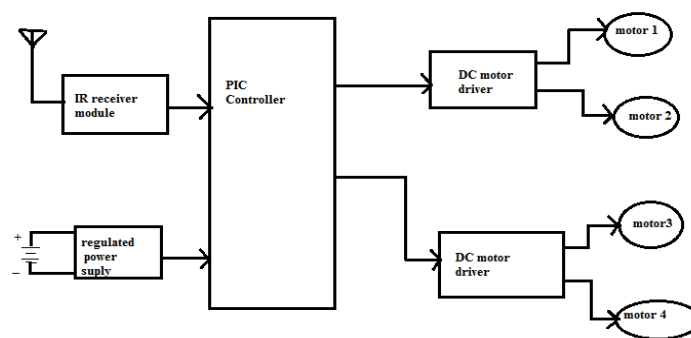 IR receiver
module
+
regulated
power
suply
−
PIC
Controller
DC motor
driver
motor 1
motor 2
DC motor
driver
motor3
motor 4